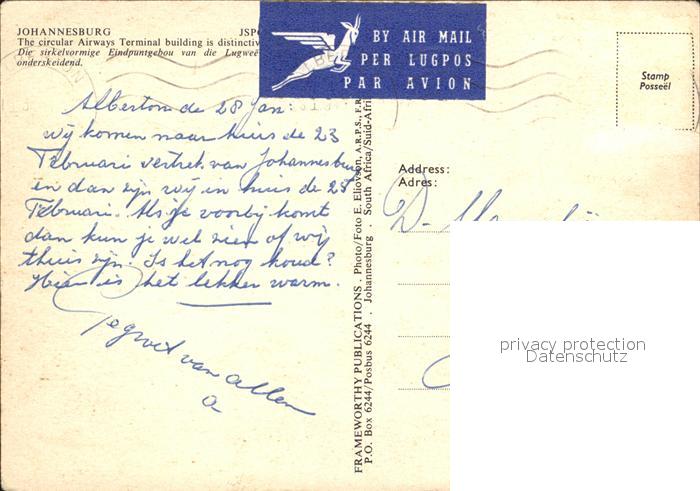 JOHANNESBURG JSP
The circular Airways Terminal building is distinctiv
Die sirkelvormige Eindpuntgebou van die Lugweë
onderskeidend.
BY AIR MAIL
PER LUGPOS
PAR AVION
Stamp
Posseël
Alberton de 28 Jan:
wij komen naar huis de 23
Februari vertrek van Johannesburg
en dan zijn wij in huis de 25
Februari. Als je voorbij komt
dan kun je wel zien of wij
thuis zijn. Is het nog koud?
Hier is het lekker warm.
Gegroet van allen
a
FRAMEWORTHY PUBLICATIONS . Photo/Foto E. Eliovson, A.R.P.S., F.R
P.O. Box 6244/Posbus 6244 . Johannesburg . South Africa/Suid-Afri
Address:
Adres:
privacy protection
Datenschutz